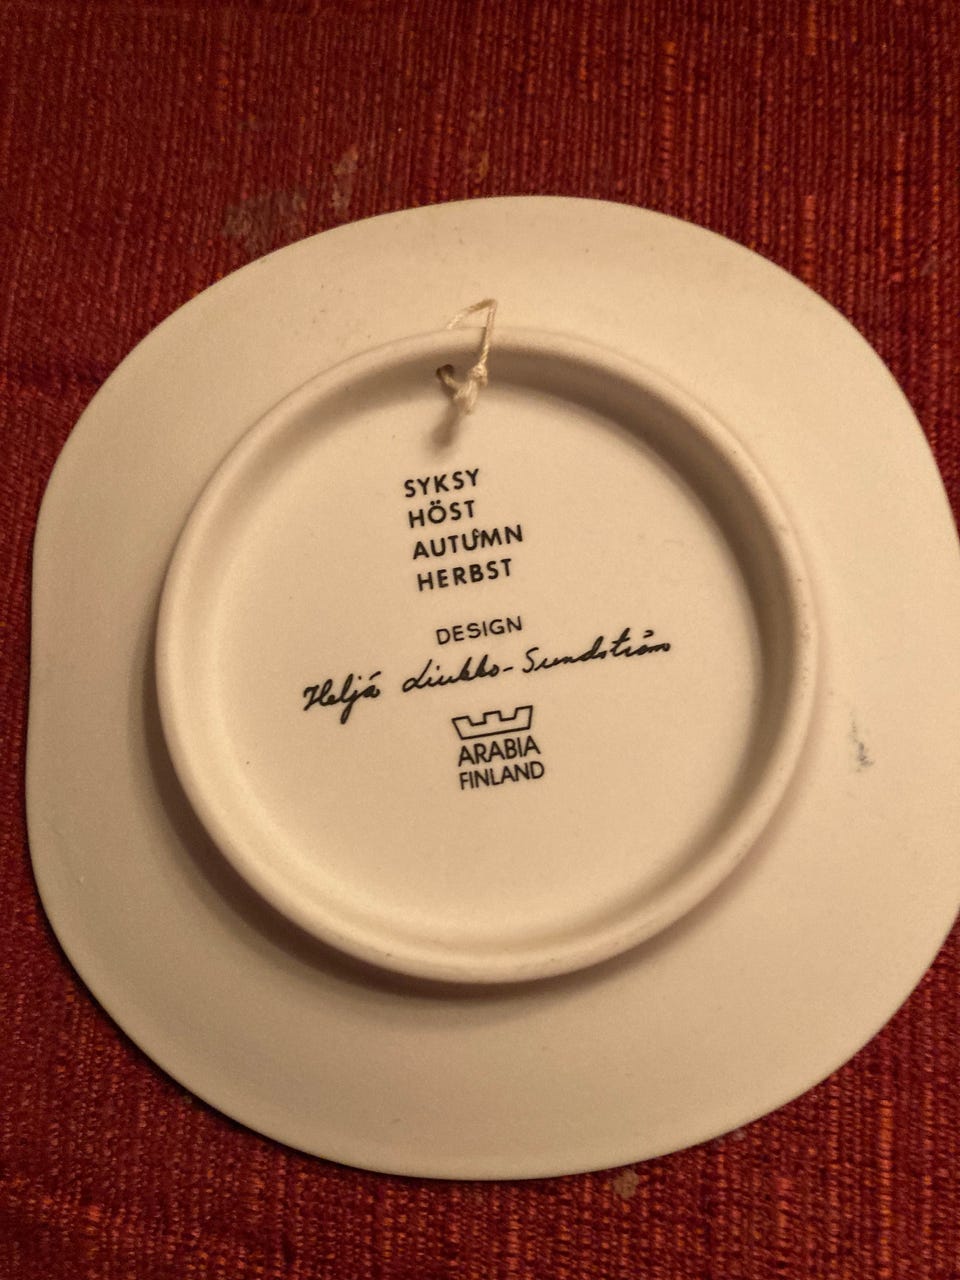 SYKSY
HÖST
AUTUMN
HERBST
DESIGN
Heljä Liukko-Sundström
ARABIA
FINLAND